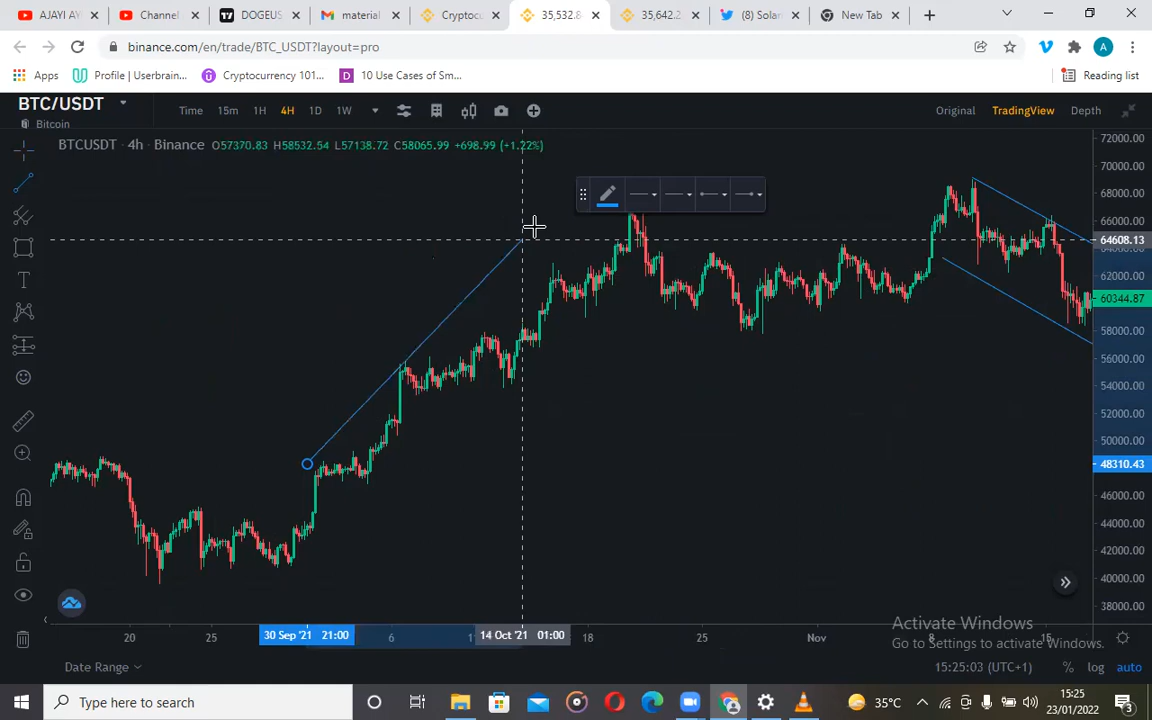 AJAYI AY
Channel
DOGEUS
material
Cryptoc
35,532.8
35,642.2
(8) Solan
New Tab
binance.com/en/trade/BTC_USDT?layout=pro
Apps
Profile | Userbrain...
Cryptocurrency 101...
10 Use Cases of Sm...
Reading list
BTC/USDT
Bitcoin
Time 15m 1H 4H 1D 1W
Original TradingView Depth
BTCUSDT · 4h · Binance O57370.83 H58532.54 L57138.72 C58065.99 +698.99 (+1.22%)
72000.00
70000.00
68000.00
66000.00
64608.13
64000.00
62000.00
60344.87
58000.00
56000.00
54000.00
52000.00
50000.00
48310.43
46000.00
44000.00
42000.00
40000.00
38000.00
20 25 30 Sep '21 21:00 6 1 14 Oct '21 01:00 18 25 Nov 8 15
Activate Windows
Go to Settings to activate Windows.
Date Range
15:25:03 (UTC+1) % log auto
Type here to search
35°C
15:25
23/01/2022
3